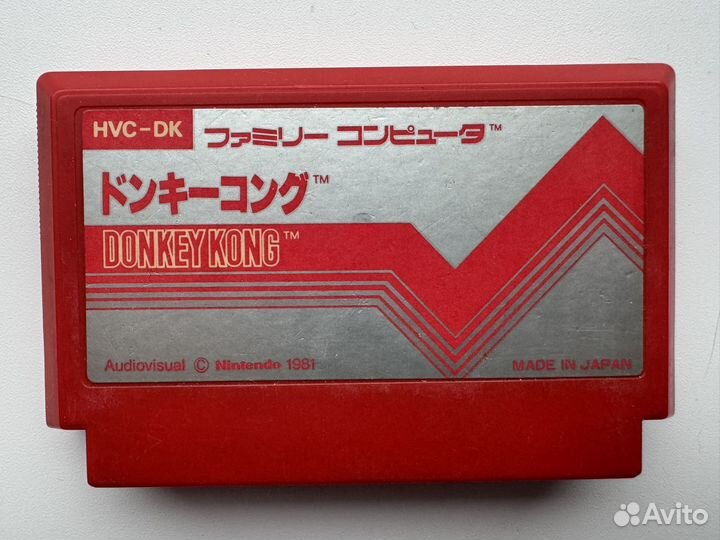 HVC-DK ファミリー コンピュータ™
ドンキーコング™
DONKEY KONG™
Audiovisual © Nintendo 1981 MADE IN JAPAN
Avito